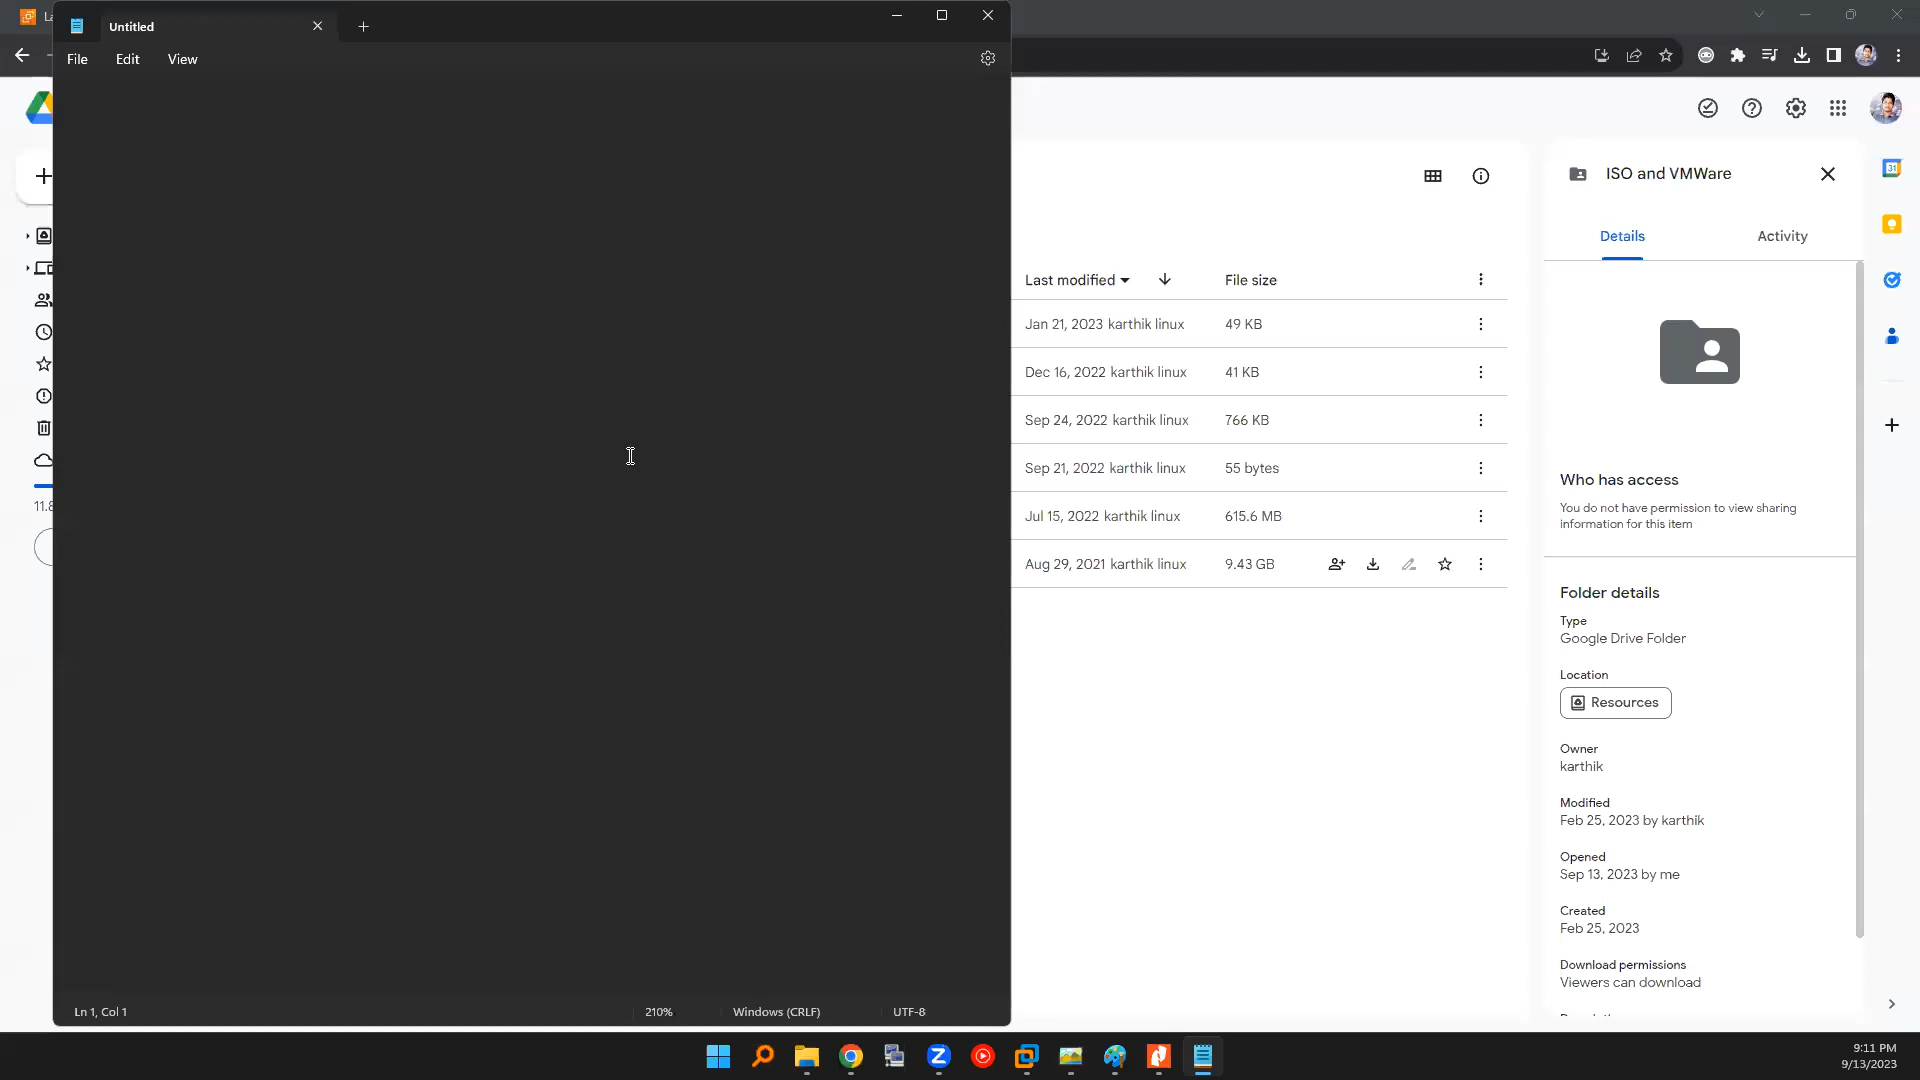 Untitled
File Edit View
ISO and VMWare
Details Activity
Last modified File size
Jan 21, 2023 karthik linux 49 KB
Dec 16, 2022 karthik linux 41 KB
Sep 24, 2022 karthik linux 766 KB
Sep 21, 2022 karthik linux 55 bytes
Jul 15, 2022 karthik linux 615.6 MB
Aug 29, 2021 karthik linux 9.43 GB
Who has access
You do not have permission to view sharing
information for this item
Folder details
Type
Google Drive Folder
Location
Resources
Owner
karthik
Modified
Feb 25, 2023 by karthik
Opened
Sep 13, 2023 by me
Created
Feb 25, 2023
Download permissions
Viewers can download
11.8
Ln 1, Col 1 210% Windows (CRLF) UTF-8
9:11 PM
9/13/2023